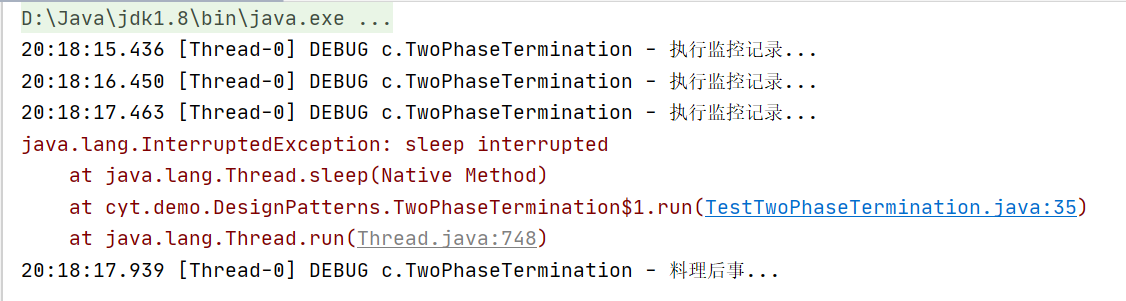 D:\Java\jdk1.8\bin\java.exe ...
20:18:15.436 [Thread-0] DEBUG c.TwoPhaseTermination - 执行监控记录...
20:18:16.450 [Thread-0] DEBUG c.TwoPhaseTermination - 执行监控记录...
20:18:17.463 [Thread-0] DEBUG c.TwoPhaseTermination - 执行监控记录...
java.lang.InterruptedException: sleep interrupted
    at java.lang.Thread.sleep(Native Method)
    at cyt.demo.DesignPatterns.TwoPhaseTermination$1.run(TestTwoPhaseTermination.java:35)
    at java.lang.Thread.run(Thread.java:748)
20:18:17.939 [Thread-0] DEBUG c.TwoPhaseTermination - 料理后事...